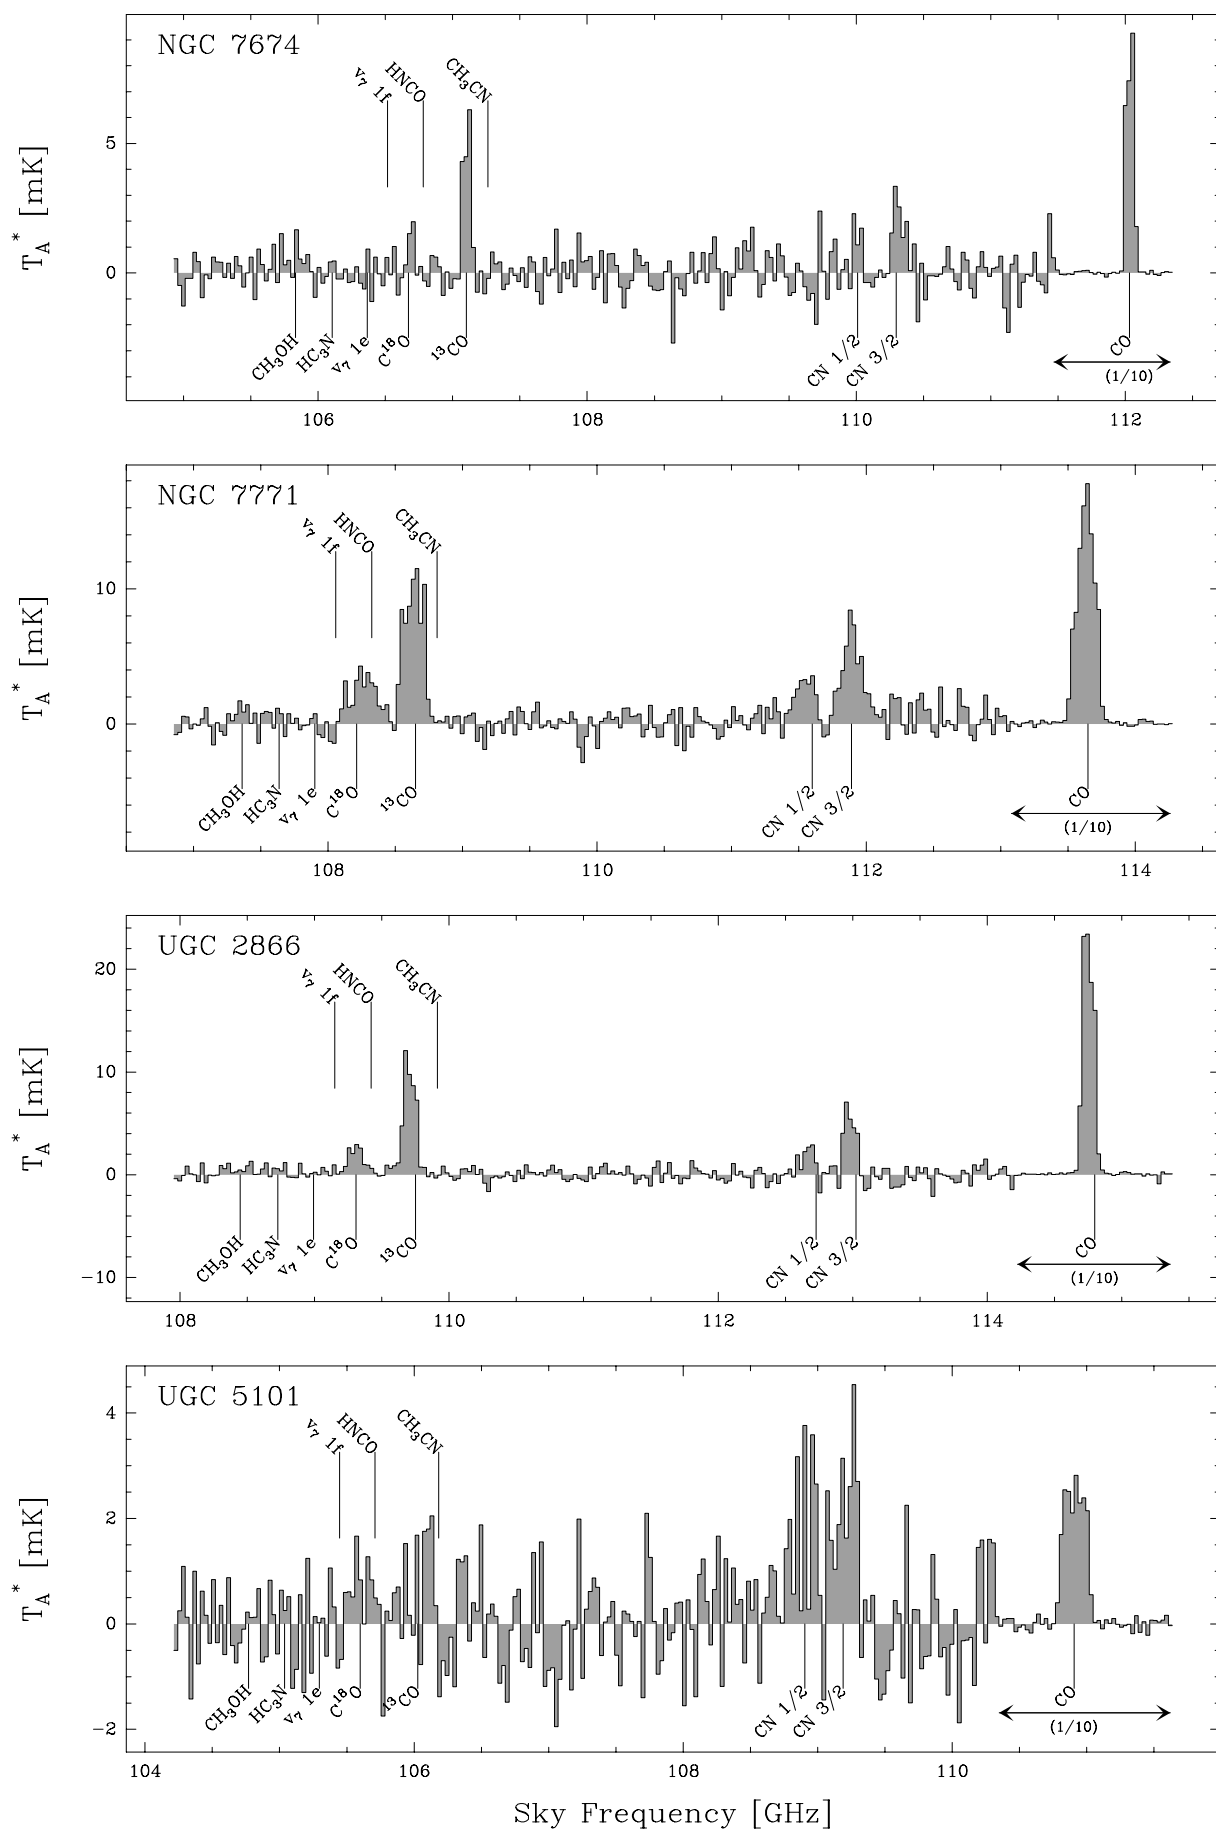 NGC 7674
v₇ 1f
HNCO
CH₃CN
T_A^* [mK]
5
0
CH₃OH
HC₃N
v₇ 1e
C¹⁸O
¹³CO
CN 1/2
CN 3/2
CO
(1/10)
106
108
110
112
NGC 7771
v₇ 1f
HNCO
CH₃CN
T_A^* [mK]
10
0
CH₃OH
HC₃N
v₇ 1e
C¹⁸O
¹³CO
CN 1/2
CN 3/2
CO
(1/10)
108
110
112
114
UGC 2866
v₇ 1f
HNCO
CH₃CN
T_A^* [mK]
20
10
0
−10
CH₃OH
HC₃N
v₇ 1e
C¹⁸O
¹³CO
CN 1/2
CN 3/2
CO
(1/10)
108
110
112
114
UGC 5101
v₇ 1f
HNCO
CH₃CN
T_A^* [mK]
4
2
0
−2
CH₃OH
HC₃N
v₇ 1e
C¹⁸O
¹³CO
CN 1/2
CN 3/2
CO
(1/10)
104
106
108
110
Sky Frequency [GHz]